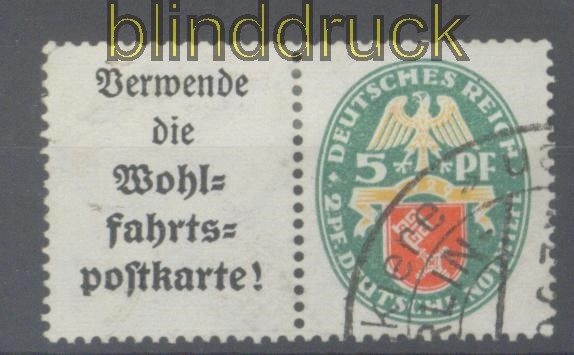 blinddruck
Verwende
die
Wohl=
fahrts=
postkarte!
DEUTSCHES REICH
5 PF
2 PF. DEUTSCHE NOTHILFE